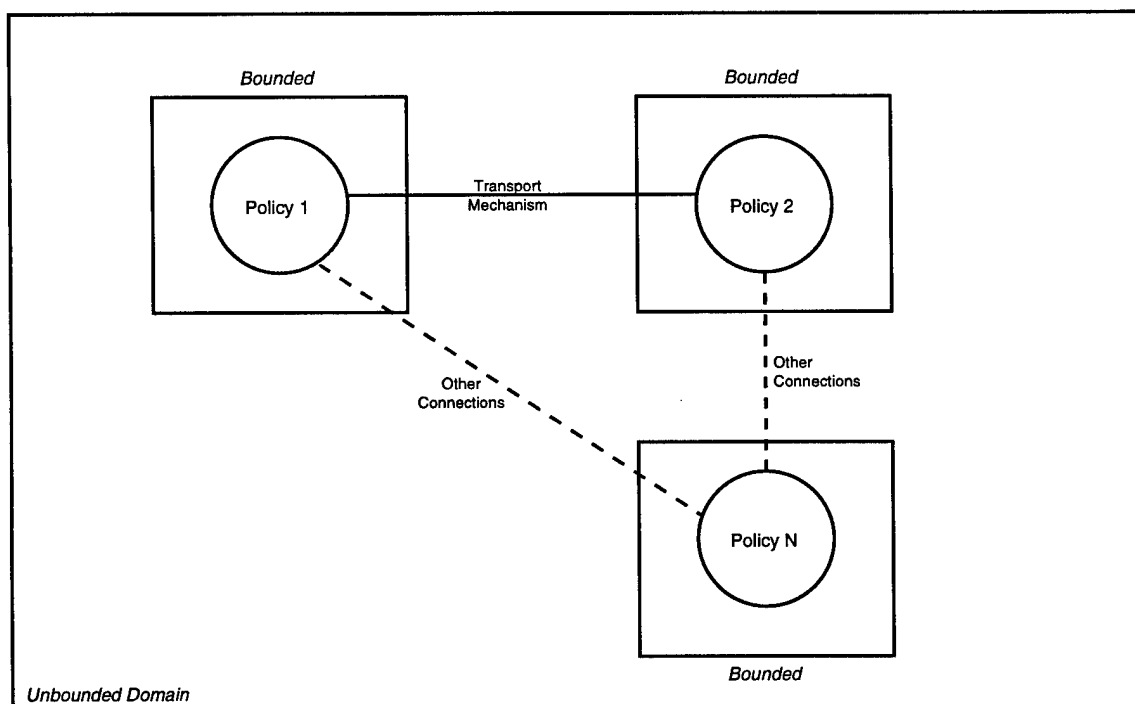 Bounded
Bounded
Policy 1
Transport
Mechanism
Policy 2
Other
Connections
Other
Connections
Policy N
Bounded
Unbounded Domain